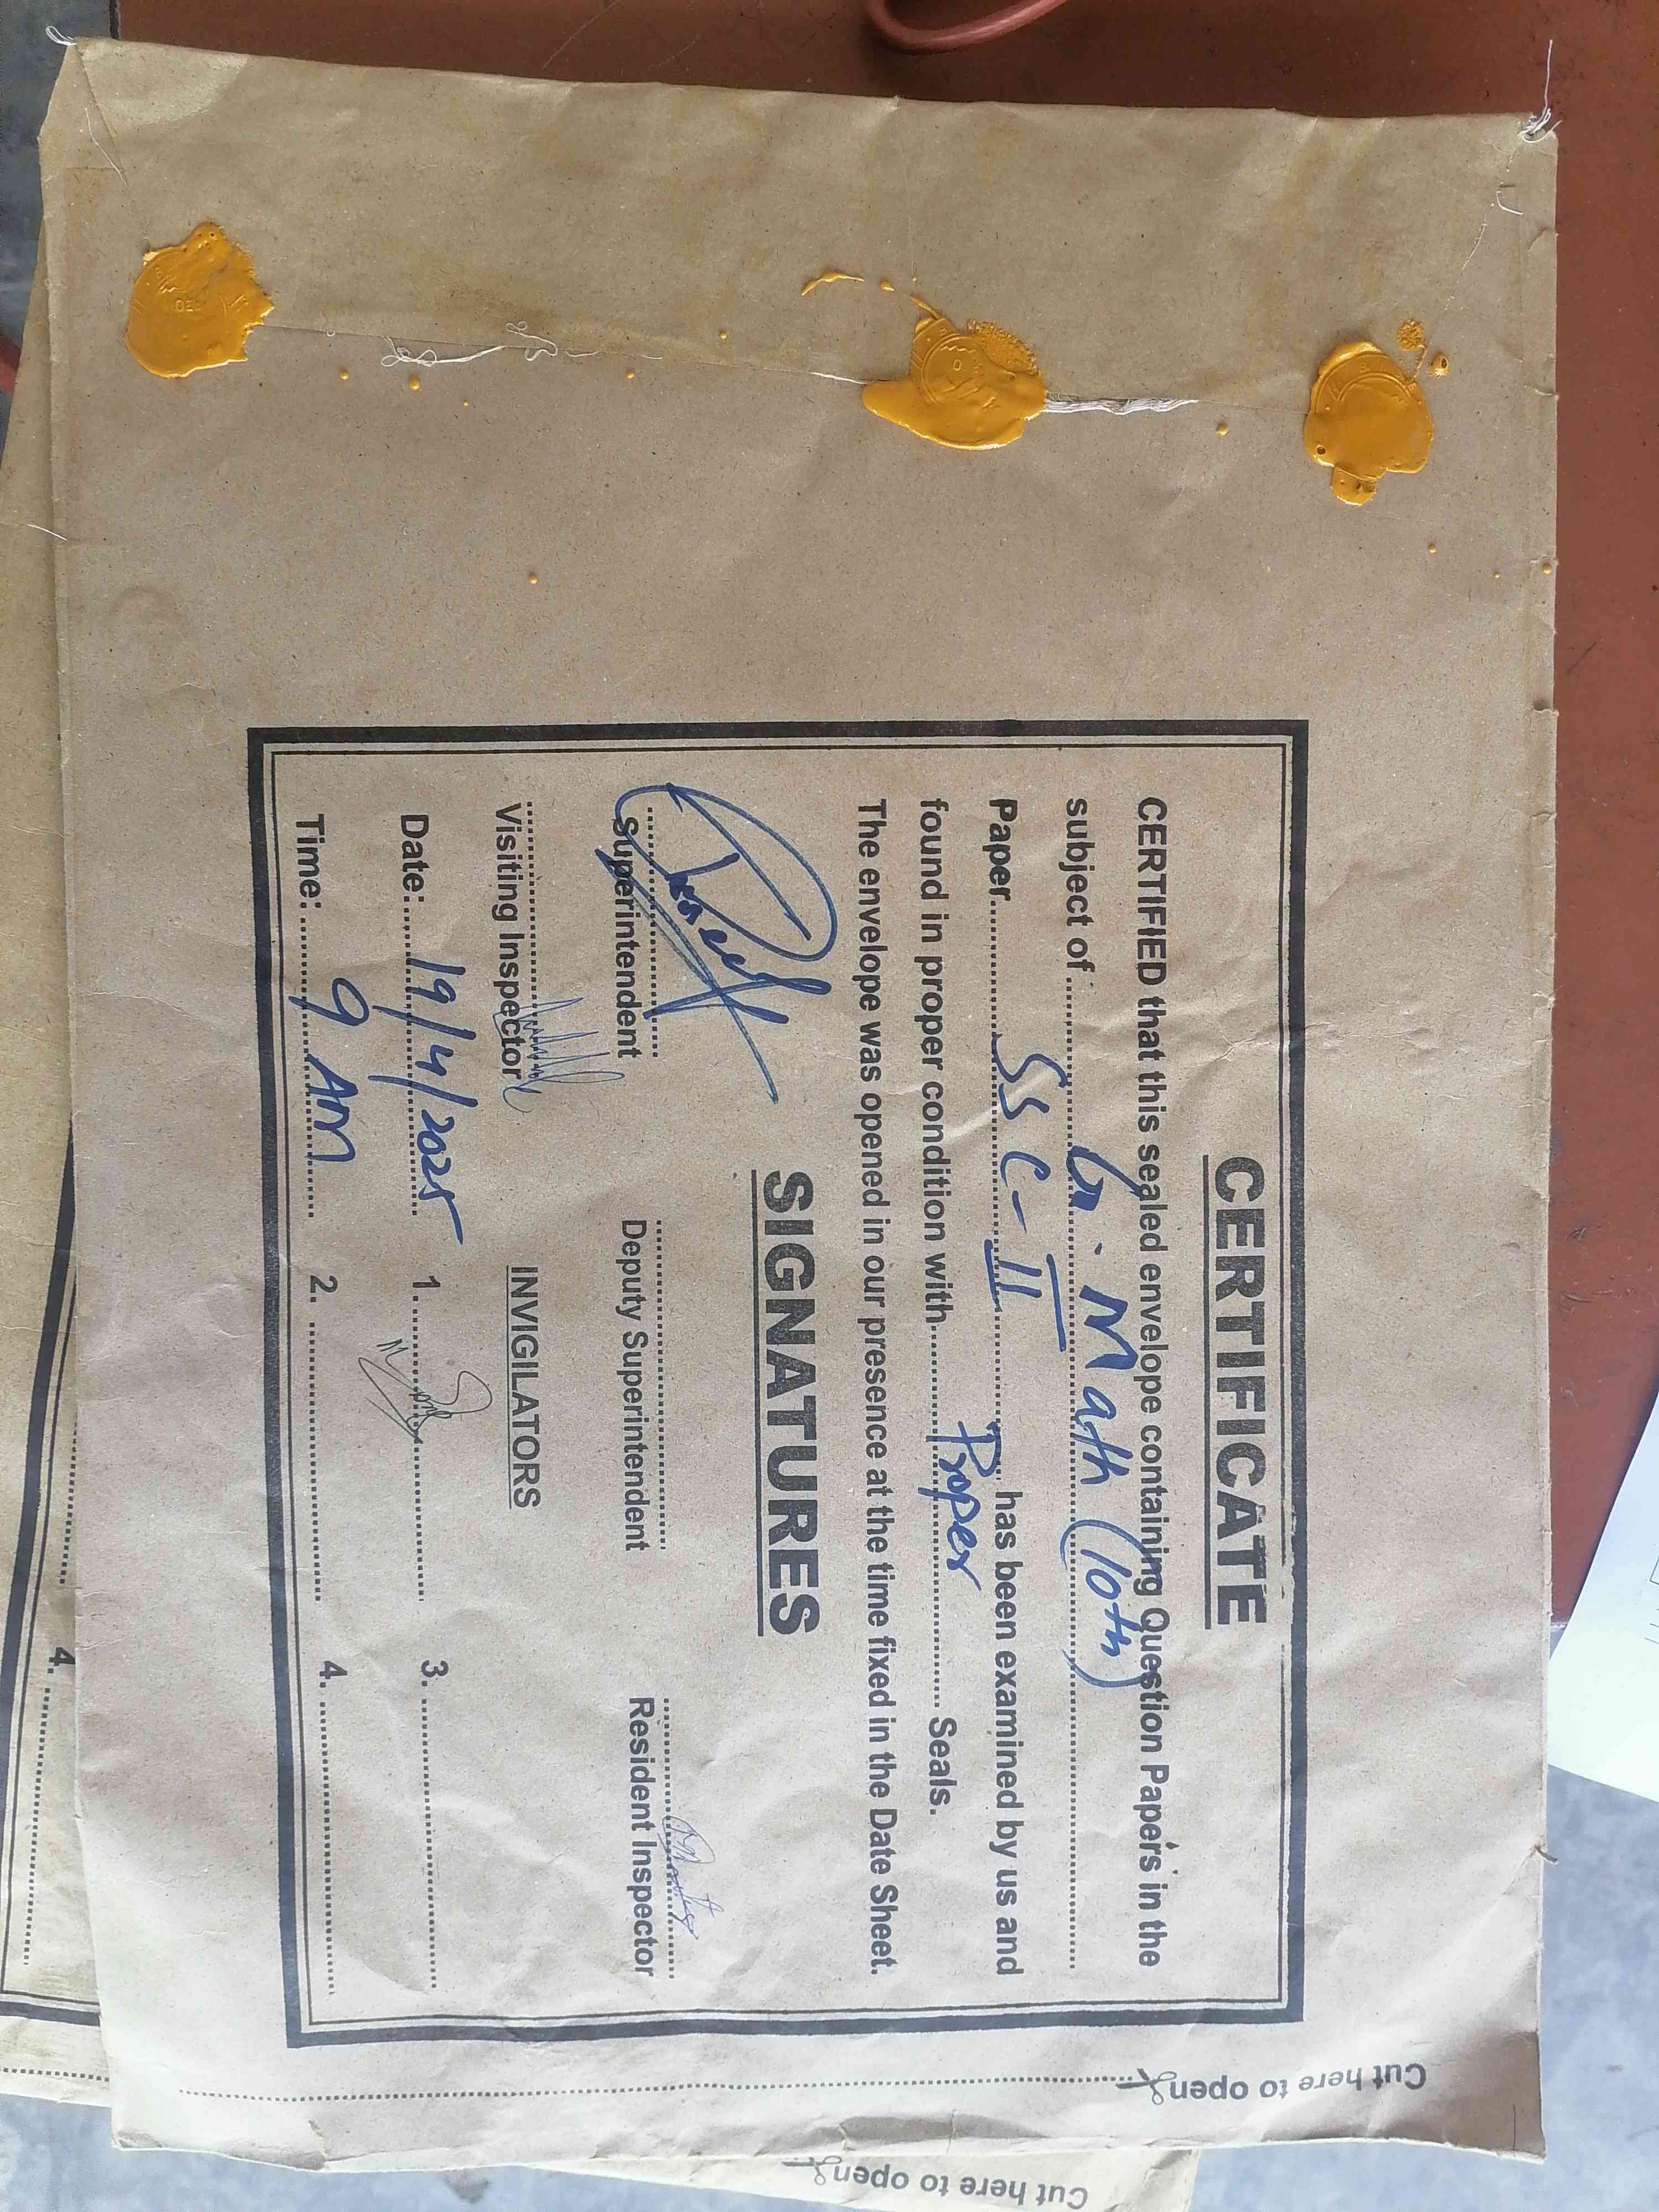 CERTIFICATE
CERTIFIED that this sealed envelope containing Question Papers in the
subject of .......... G. Math (10th) ..........
Paper.......... SSC-II .......... has been examined by us and
found in proper condition with.......... Proper .......... Seals.
The envelope was opened in our presence at the time fixed in the Date Sheet.
SIGNATURES
Superintendent
Deputy Superintendent
Resident Inspector
Visiting Inspector
INVIGILATORS
Date: 19/4/2025
1. ..........
3. ..........
Time: 9 AM
2. ..........
4. ..........
Cut here to open
4. ..........
Cut here to open